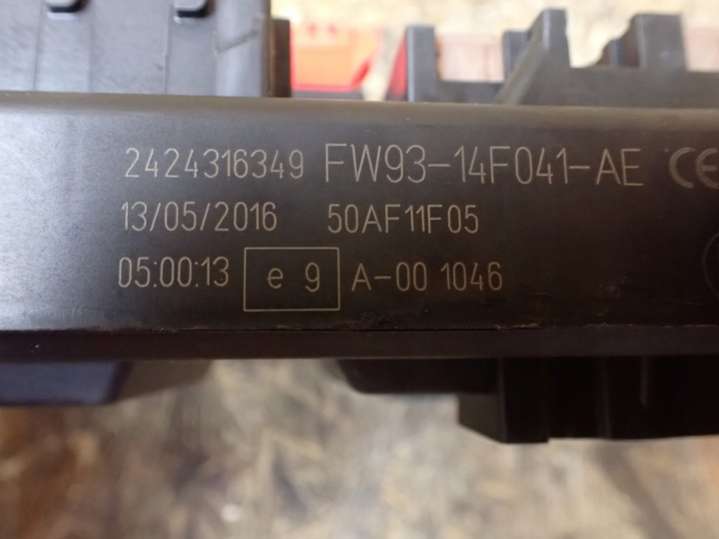 2424316349 FW93-14F041-AE CE
13/05/2016 50AF11F05
05:00:13 e 9 A-00 1046